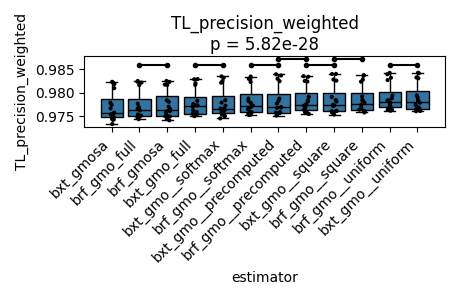 TL_precision_weighted
p = 5.82e-28
TL_precision_weighted
0.985
0.980
0.975
bxt_gmosa
brf_gmo_full
brf_gmosa
bxt_gmo_full
bxt_gmo__softmax
brf_gmo__softmax
bxt_gmo__precomputed
brf_gmo__precomputed
bxt_gmo__square
brf_gmo__square
brf_gmo__uniform
bxt_gmo__uniform
estimator